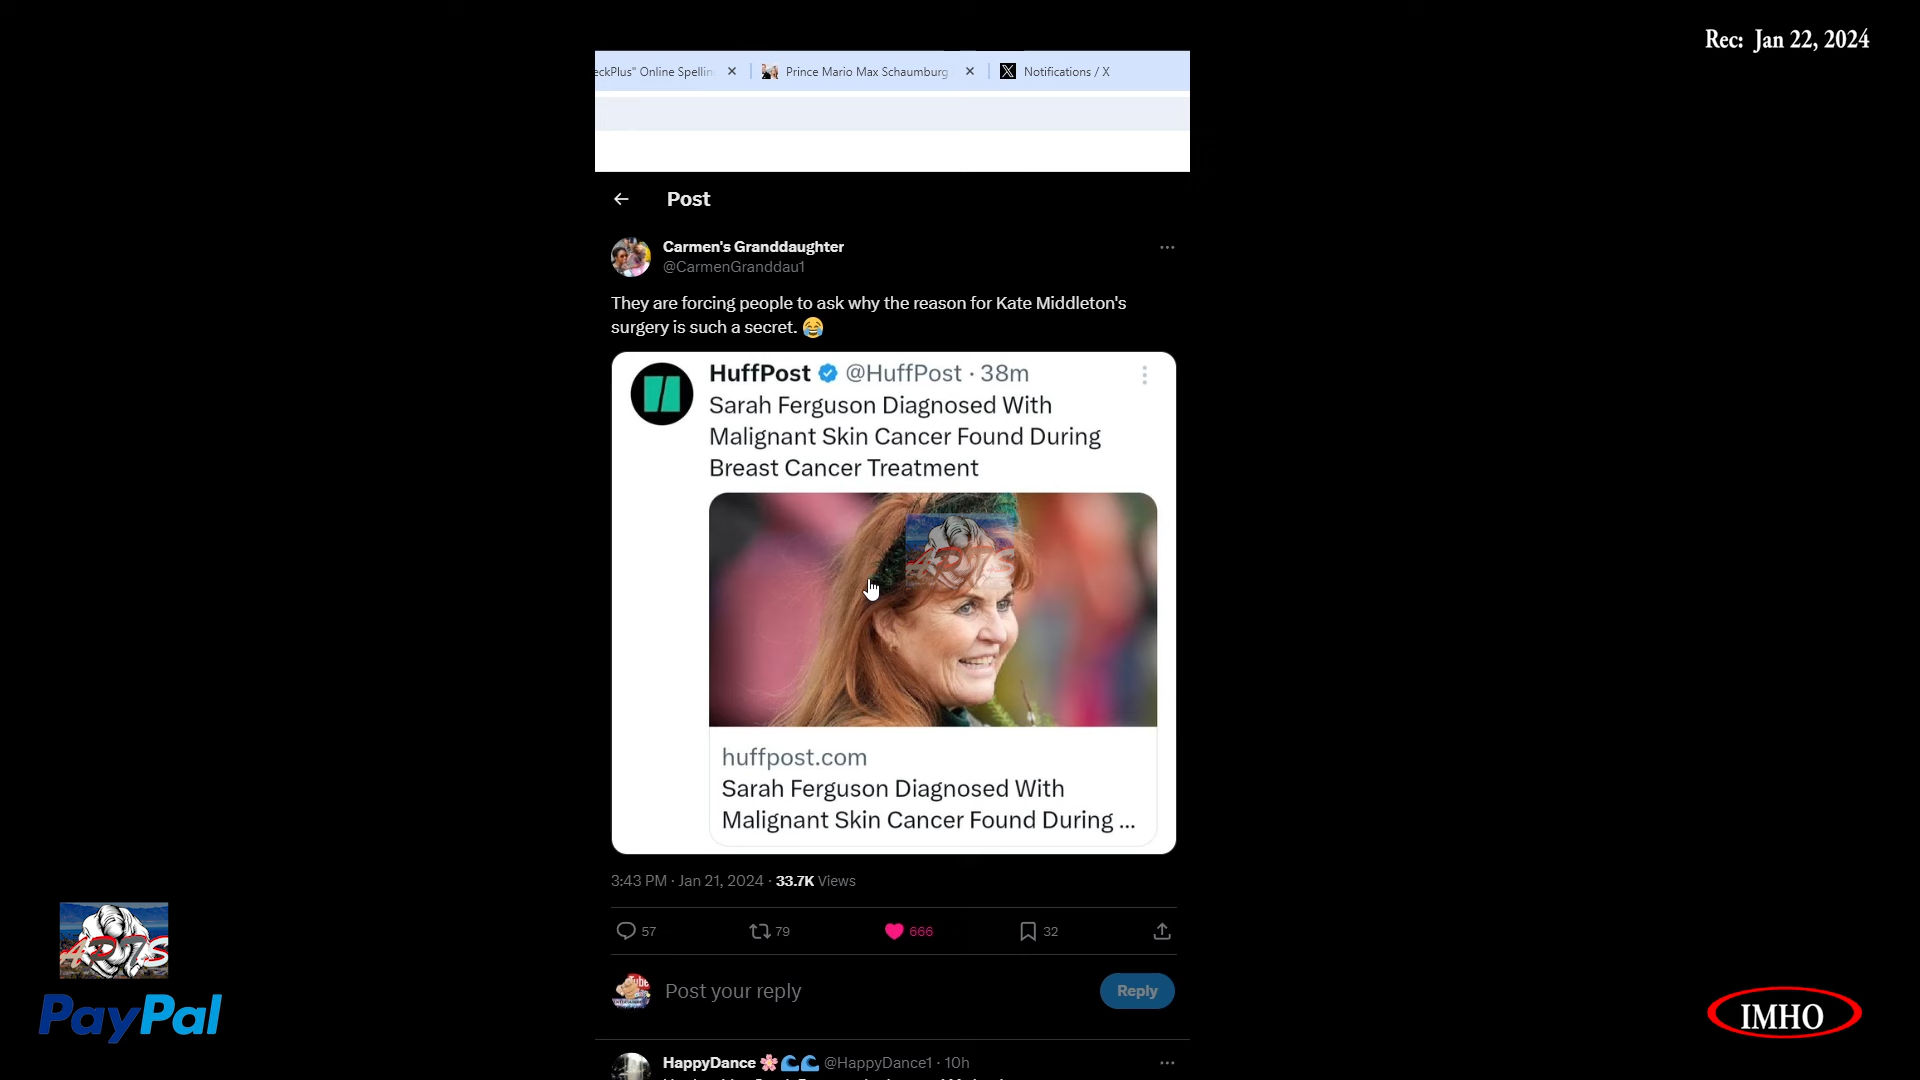 Rec: Jan 22, 2024
eckPlus" Online Spellin
Prince Mario Max Schaumburg
Notifications / X
Post
Carmen's Granddaughter
@CarmenGranddau1
They are forcing people to ask why the reason for Kate Middleton's
surgery is such a secret. 😂
HuffPost @HuffPost · 38m
Sarah Ferguson Diagnosed With
Malignant Skin Cancer Found During
Breast Cancer Treatment
ADTS
huffpost.com
Sarah Ferguson Diagnosed With
Malignant Skin Cancer Found During ...
3:43 PM · Jan 21, 2024 · 33.7K Views
57 79 666 32
Post your reply
Reply
HappyDance 🌸🌊🌊 @HappyDance1 · 10h
PayPal
IMHO